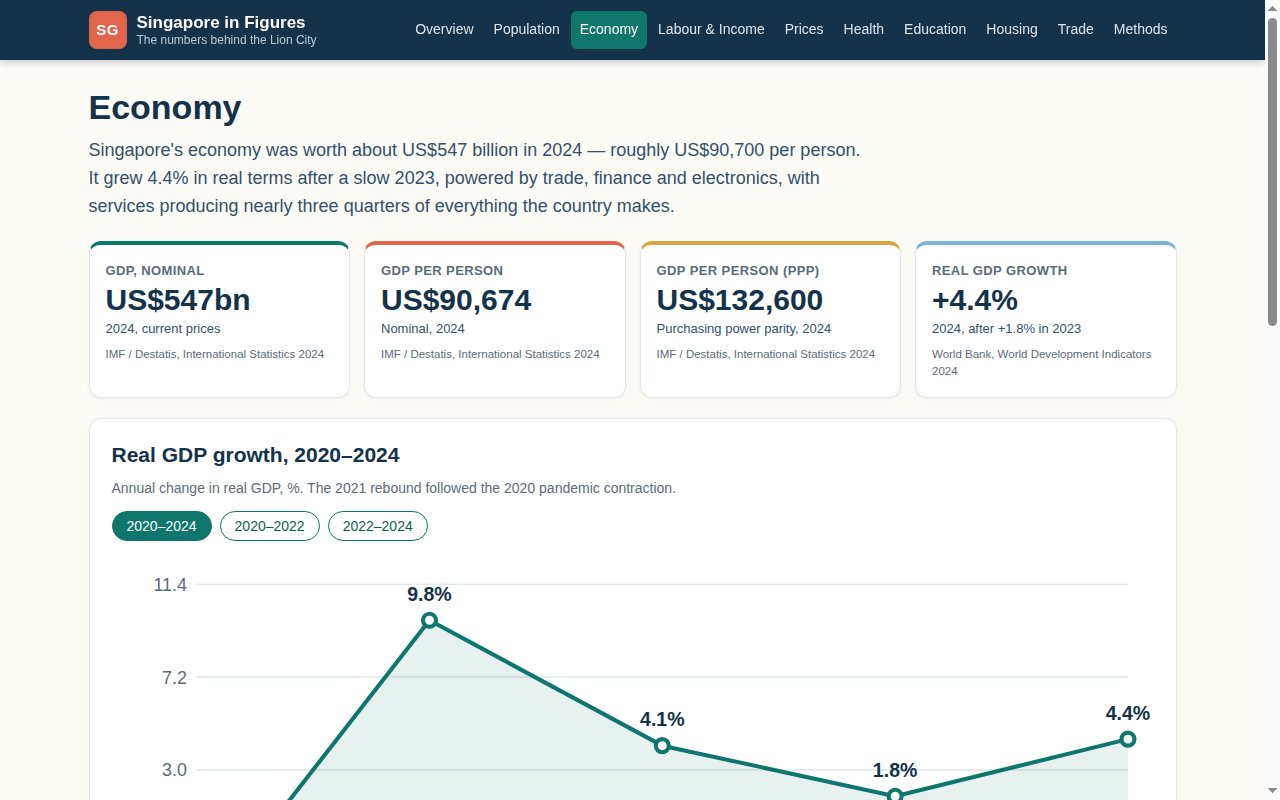 SG
Singapore in Figures
The numbers behind the Lion City
Overview Population Economy Labour & Income Prices Health Education Housing Trade Methods
Economy
Singapore's economy was worth about US$547 billion in 2024 — roughly US$90,700 per person.
It grew 4.4% in real terms after a slow 2023, powered by trade, finance and electronics, with
services producing nearly three quarters of everything the country makes.
GDP, NOMINAL
US$547bn
2024, current prices
IMF / Destatis, International Statistics 2024
GDP PER PERSON
US$90,674
Nominal, 2024
IMF / Destatis, International Statistics 2024
GDP PER PERSON (PPP)
US$132,600
Purchasing power parity, 2024
IMF / Destatis, International Statistics 2024
REAL GDP GROWTH
+4.4%
2024, after +1.8% in 2023
World Bank, World Development Indicators
2024
Real GDP growth, 2020–2024
Annual change in real GDP, %. The 2021 rebound followed the 2020 pandemic contraction.
2020–2024 2020–2022 2022–2024
11.4
9.8%
7.2
4.1%
4.4%
3.0
1.8%